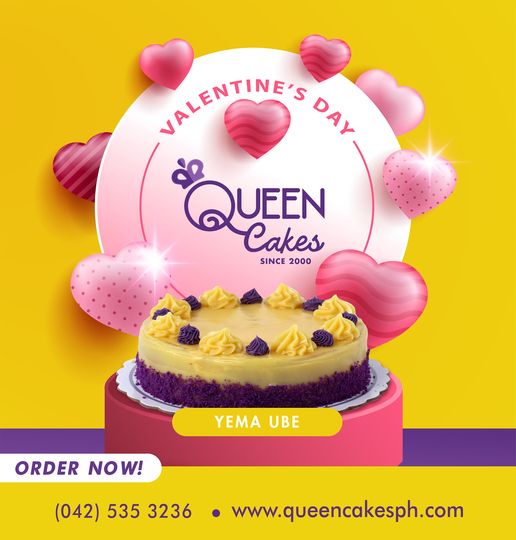 VALENTINE'S DAY
QUEEN
Cakes
SINCE 2000
YEMA UBE
ORDER NOW!
(042) 535 3236 • www.queencakesph.com